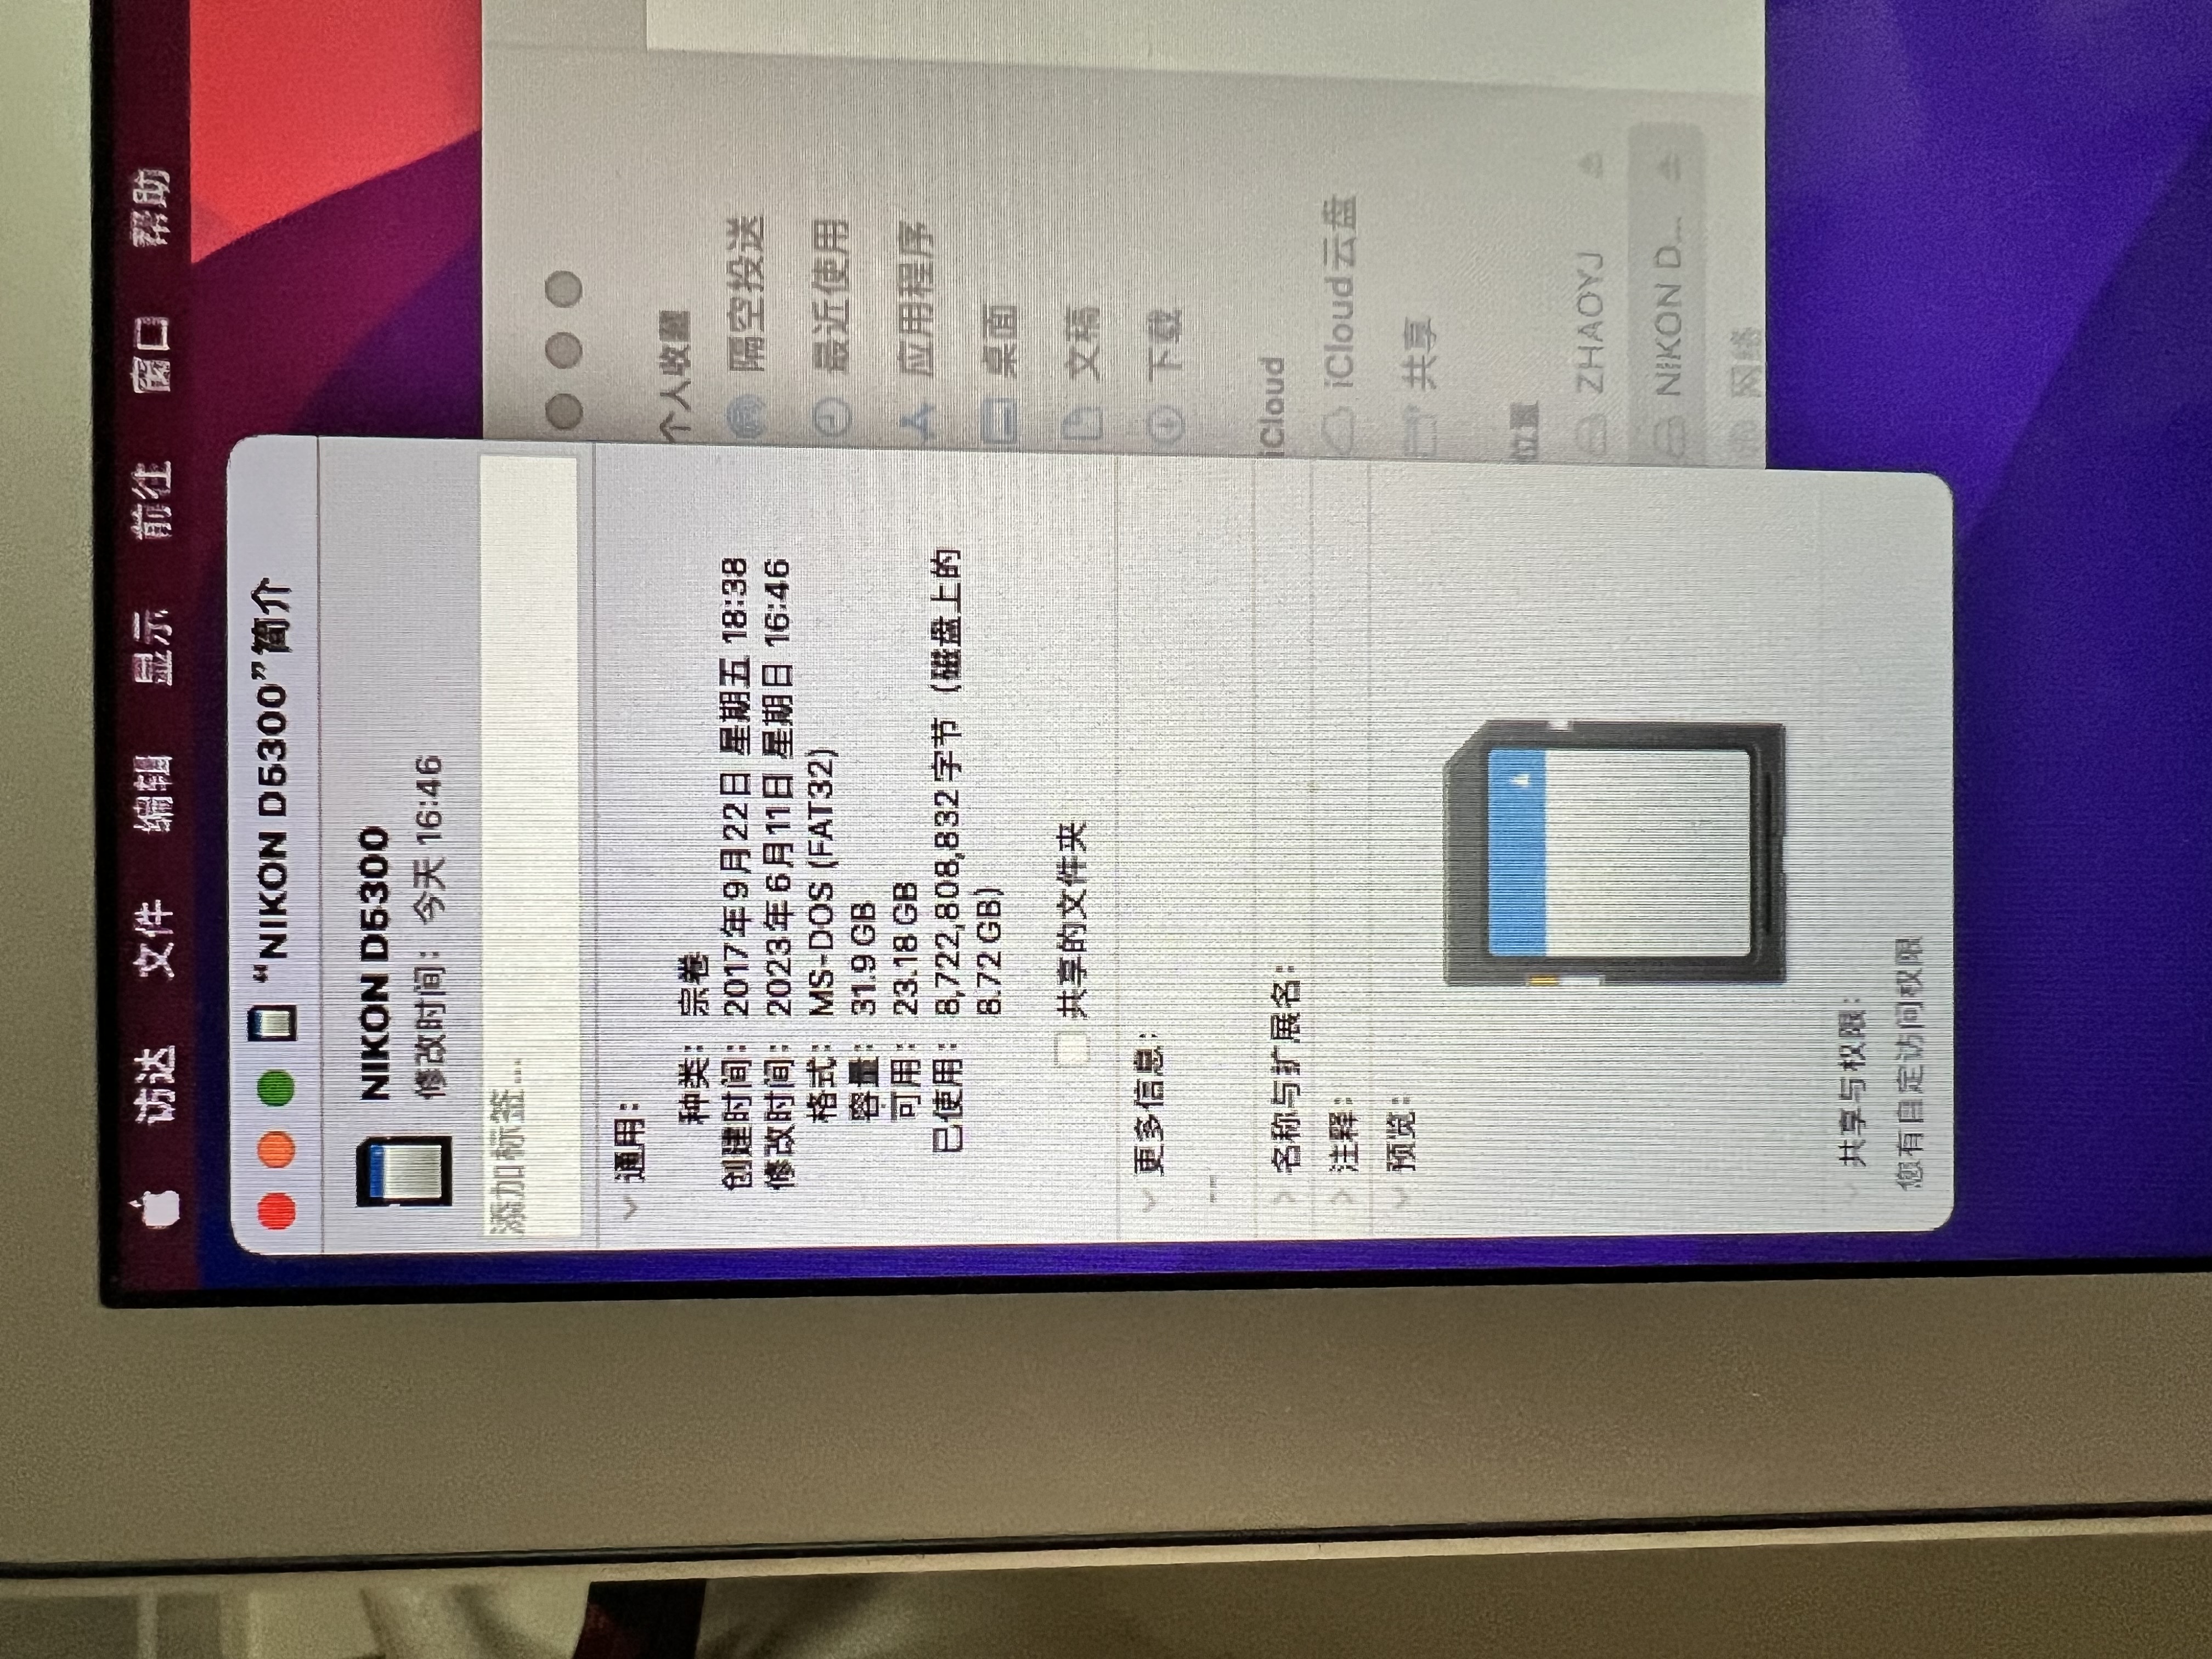 访达 文件 编辑 显示 前往 窗口 帮助
“NIKON D5300”简介
NIKON D5300
修改时间: 今天 16:46
添加标签...
通用:
种类: 宗卷
创建时间: 2017年9月22日 星期五 18:38
修改时间: 2023年6月11日 星期日 16:46
格式: MS-DOS (FAT32)
容量: 31.9 GB
可用: 23.18 GB
已使用: 8,722,808,832 字节（磁盘上的
8.72 GB)
共享的文件夹
更多信息:
--
名称与扩展名:
注释:
预览:
共享与权限:
您有自定访问权限
个人收藏
隔空投送
最近使用
应用程序
桌面
文稿
下载
iCloud
iCloud云盘
共享
位置
ZHAOYJ
NIKON D...
网络